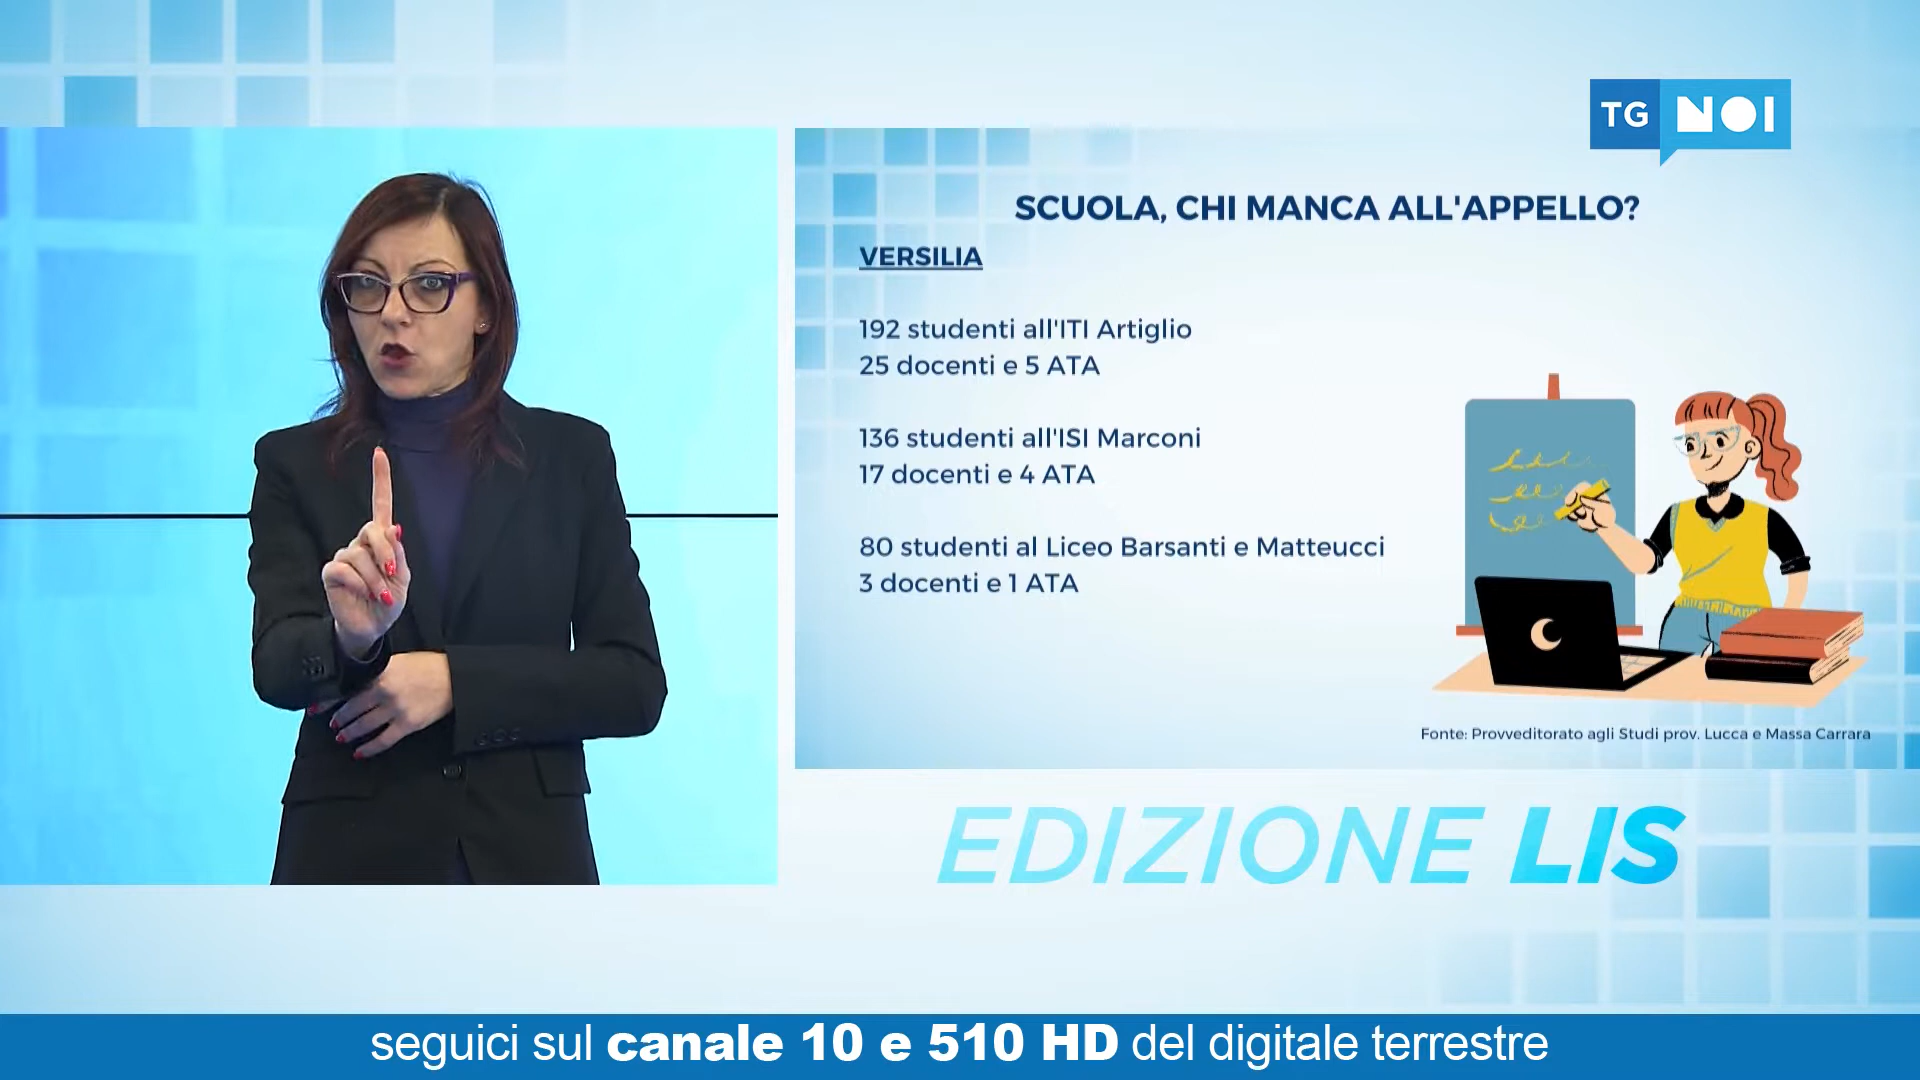 TG NOI
SCUOLA, CHI MANCA ALL'APPELLO?
VERSILIA
192 studenti all'ITI Artiglio
25 docenti e 5 ATA
136 studenti all'ISI Marconi
17 docenti e 4 ATA
80 studenti al Liceo Barsanti e Matteucci
3 docenti e 1 ATA
Fonte: Provveditorato agli Studi prov. Lucca e Massa Carrara
EDIZIONE LIS
seguici sul canale 10 e 510 HD del digitale terrestre